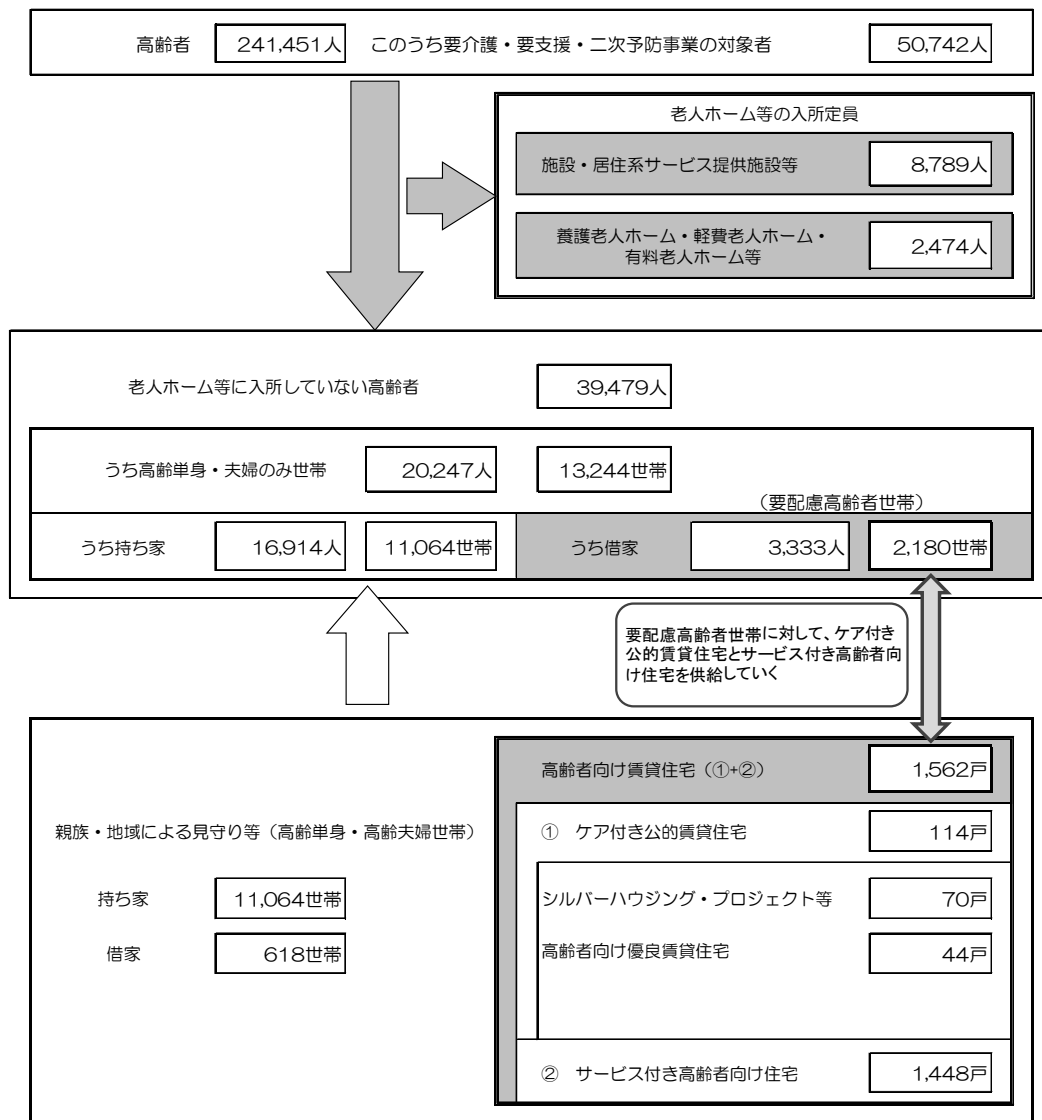 高齢者 241,451人 このうち要介護・要支援・二次予防事業の対象者 50,742人
老人ホーム等の入所定員
施設・居住系サービス提供施設等 8,789人
養護老人ホーム・軽費老人ホーム・
有料老人ホーム等 2,474人
老人ホーム等に入所していない高齢者 39,479人
うち高齢単身・夫婦のみ世帯 20,247人 13,244世帯
（要配慮高齢者世帯）
うち持ち家 16,914人 11,064世帯 うち借家 3,333人 2,180世帯
要配慮高齢者世帯に対して、ケア付き
公的賃貸住宅とサービス付き高齢者向
け住宅を供給していく
高齢者向け賃貸住宅（①+②） 1,562戸
親族・地域による見守り等（高齢単身・高齢夫婦世帯）
① ケア付き公的賃貸住宅 114戸
持ち家 11,064世帯
シルバーハウジング・プロジェクト等 70戸
借家 618世帯
高齢者向け優良賃貸住宅 44戸
② サービス付き高齢者向け住宅 1,448戸